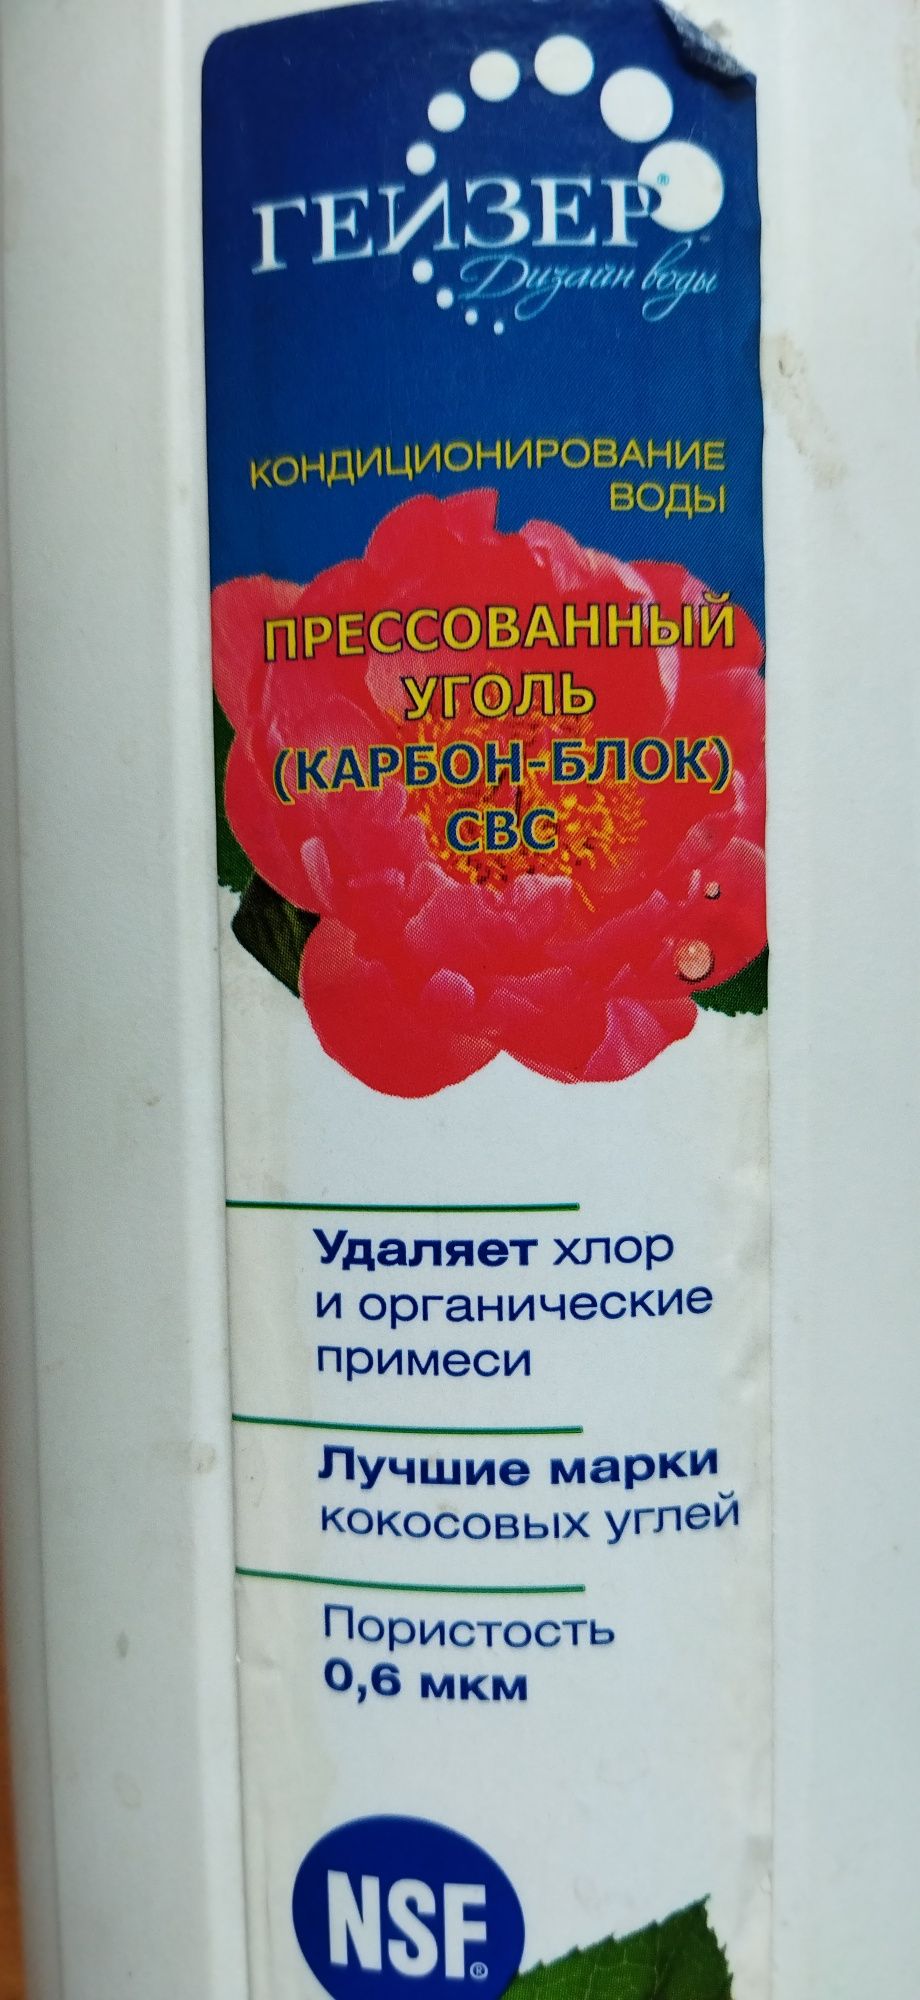 ГЕЙЗЕР®
Дизайн воды
КОНДИЦИОНИРОВАНИЕ
ВОДЫ
ПРЕССОВАННЫЙ
УГОЛЬ
(КАРБОН-БЛОК)
СВС
Удаляет хлор
и органические
примеси
Лучшие марки
кокосовых углей
Пористость
0,6 мкм
NSF®